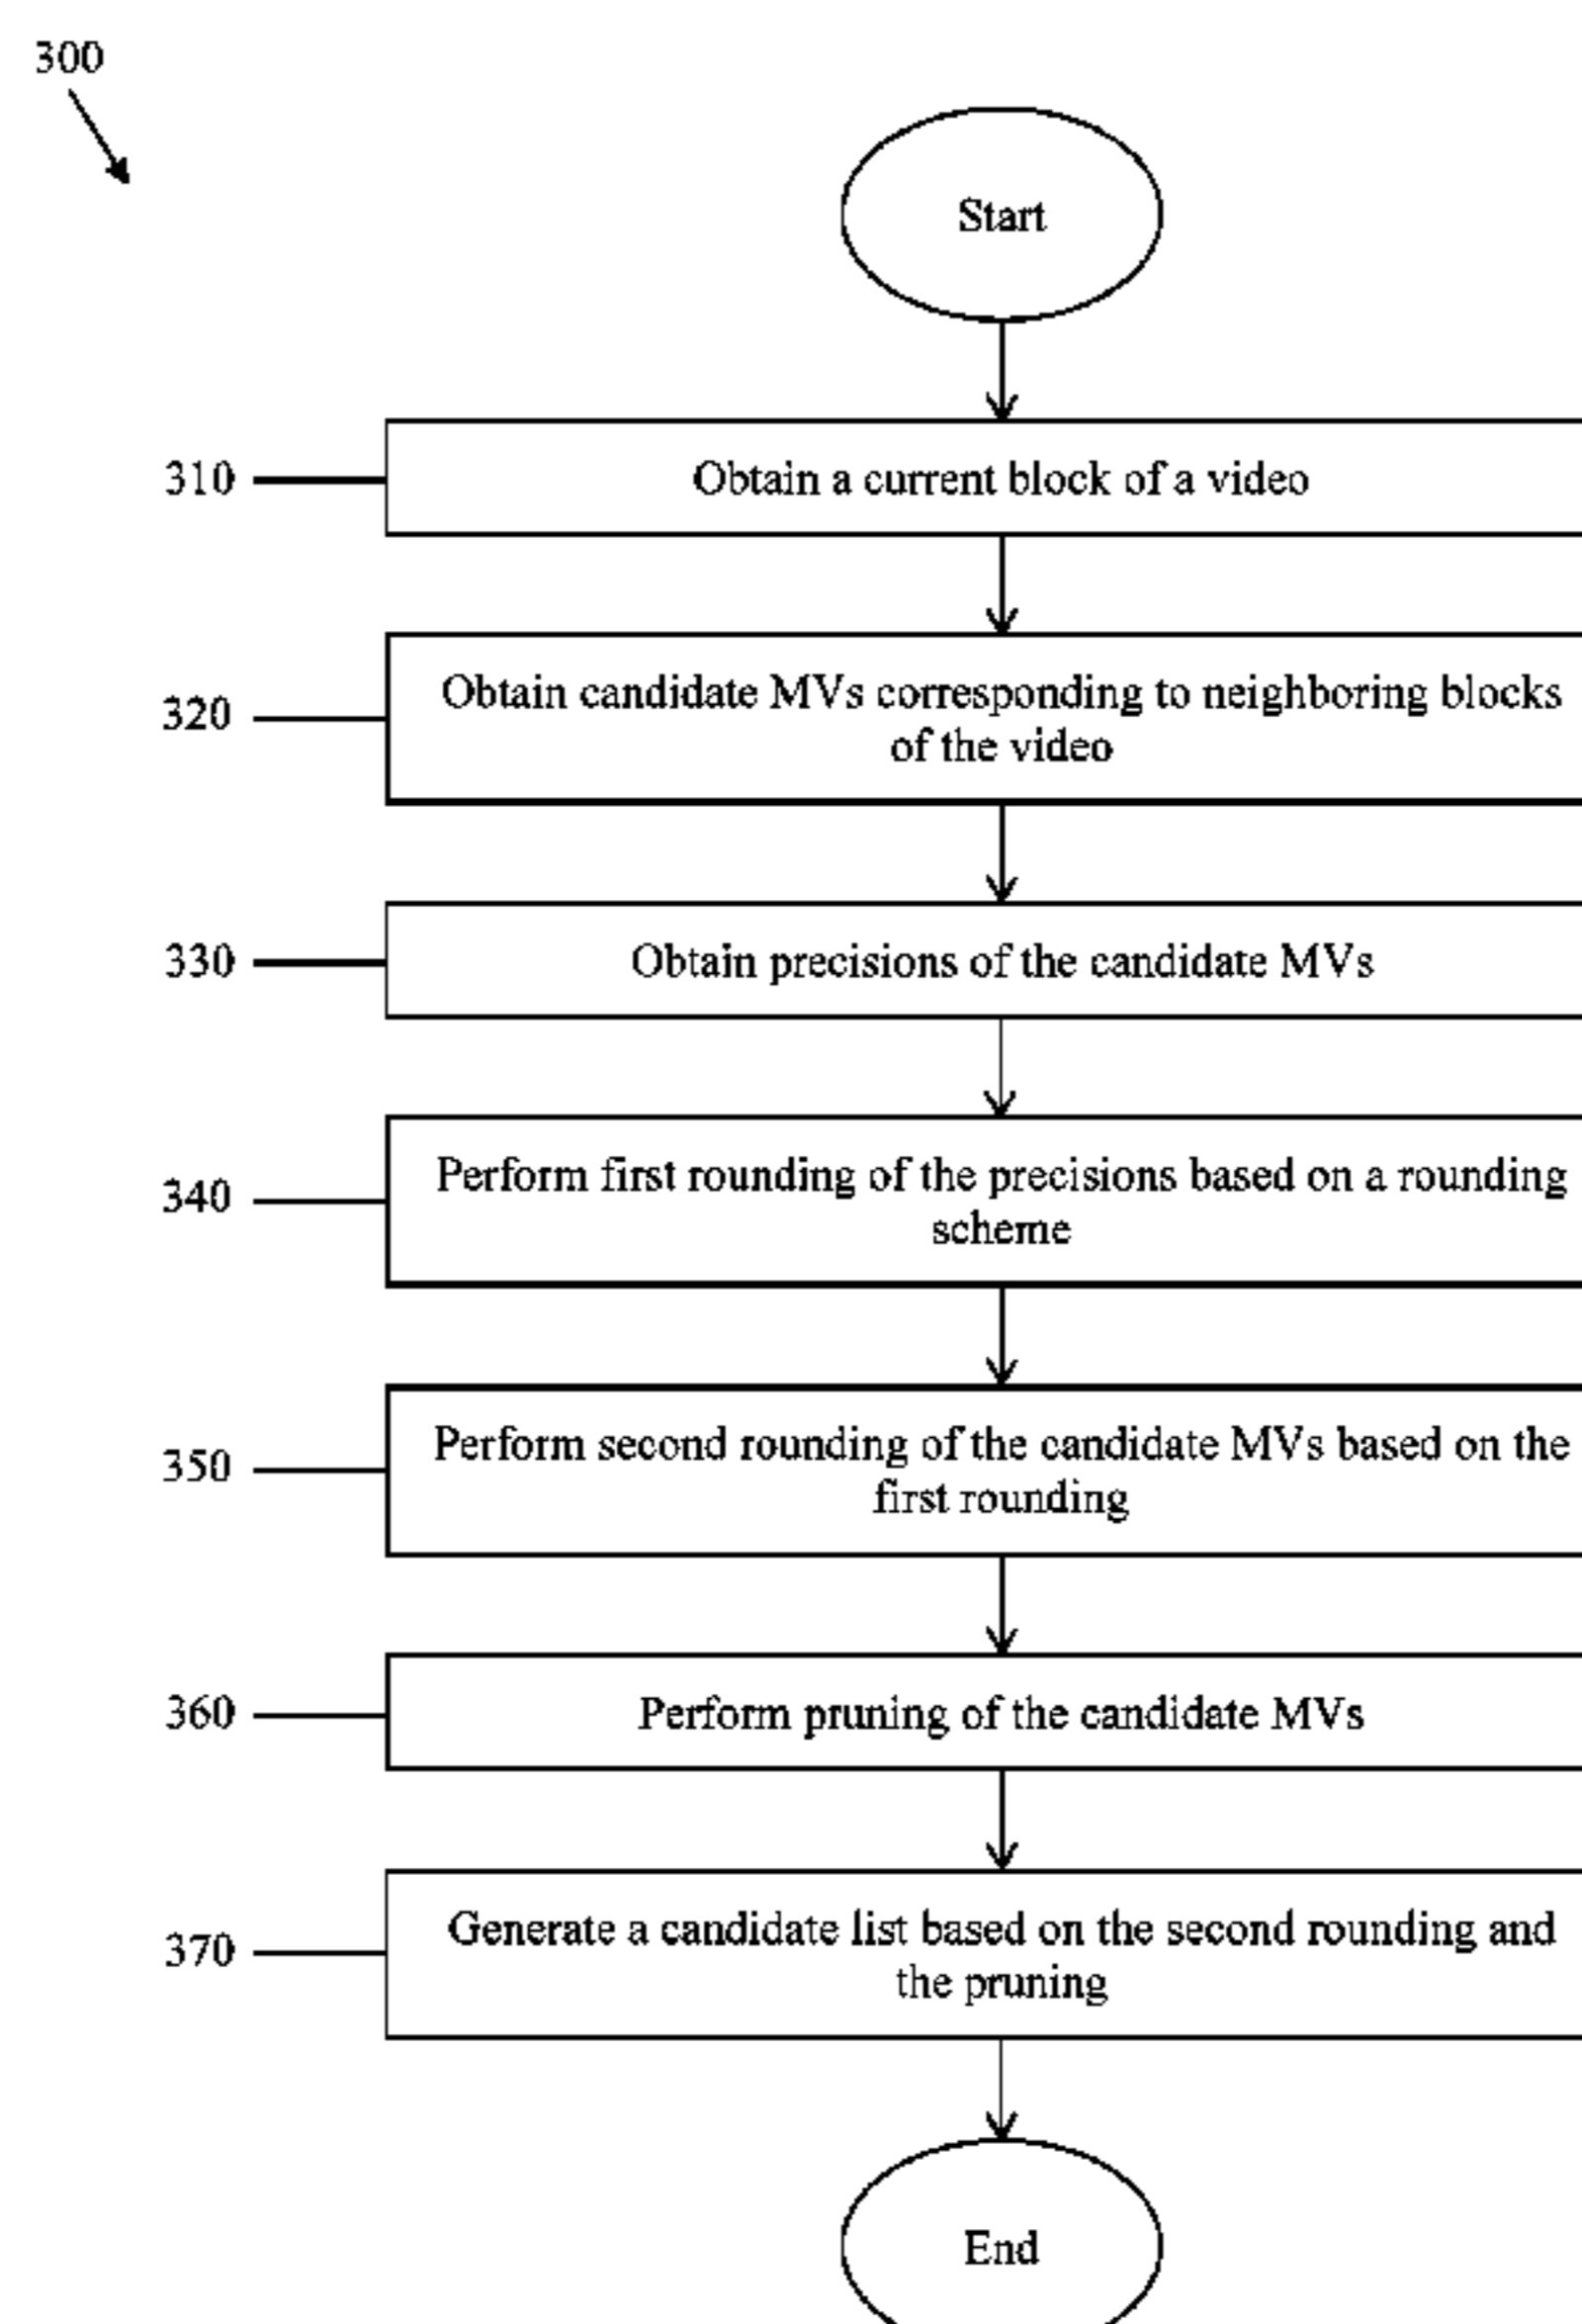 300
Start
310
Obtain a current block of a video
320
Obtain candidate MVs corresponding to neighboring blocks
of the video
330
Obtain precisions of the candidate MVs
340
Perform first rounding of the precisions based on a rounding
scheme
350
Perform second rounding of the candidate MVs based on the
first rounding
360
Perform pruning of the candidate MVs
370
Generate a candidate list based on the second rounding and
the pruning
End